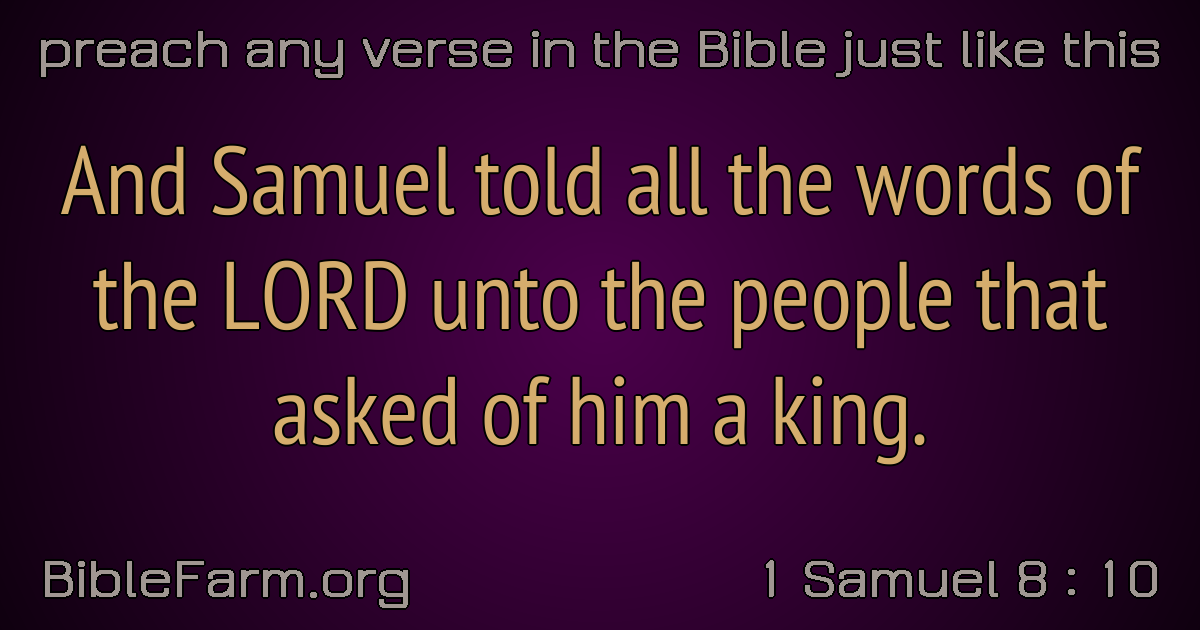 preach any verse in the Bible just like this
And Samuel told all the words of
the LORD unto the people that
asked of him a king.
BibleFarm.org
1 Samuel 8 : 10